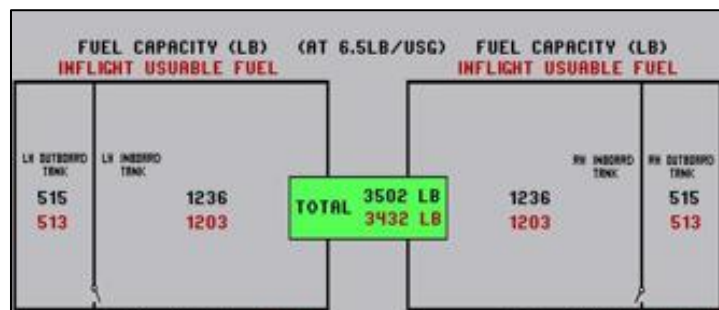 FUEL CAPACITY (LB) (AT 6.5LB/USG) FUEL CAPACITY (LB)
INFLIGHT USUABLE FUEL INFLIGHT USUABLE FUEL
LH OUTBOARD LH INBOARD RH INBOARD RH OUTBOARD
TANK TANK TANK TANK
515 1236 TOTAL 3502 LB 1236 515
513 1203 3432 LB 1203 513